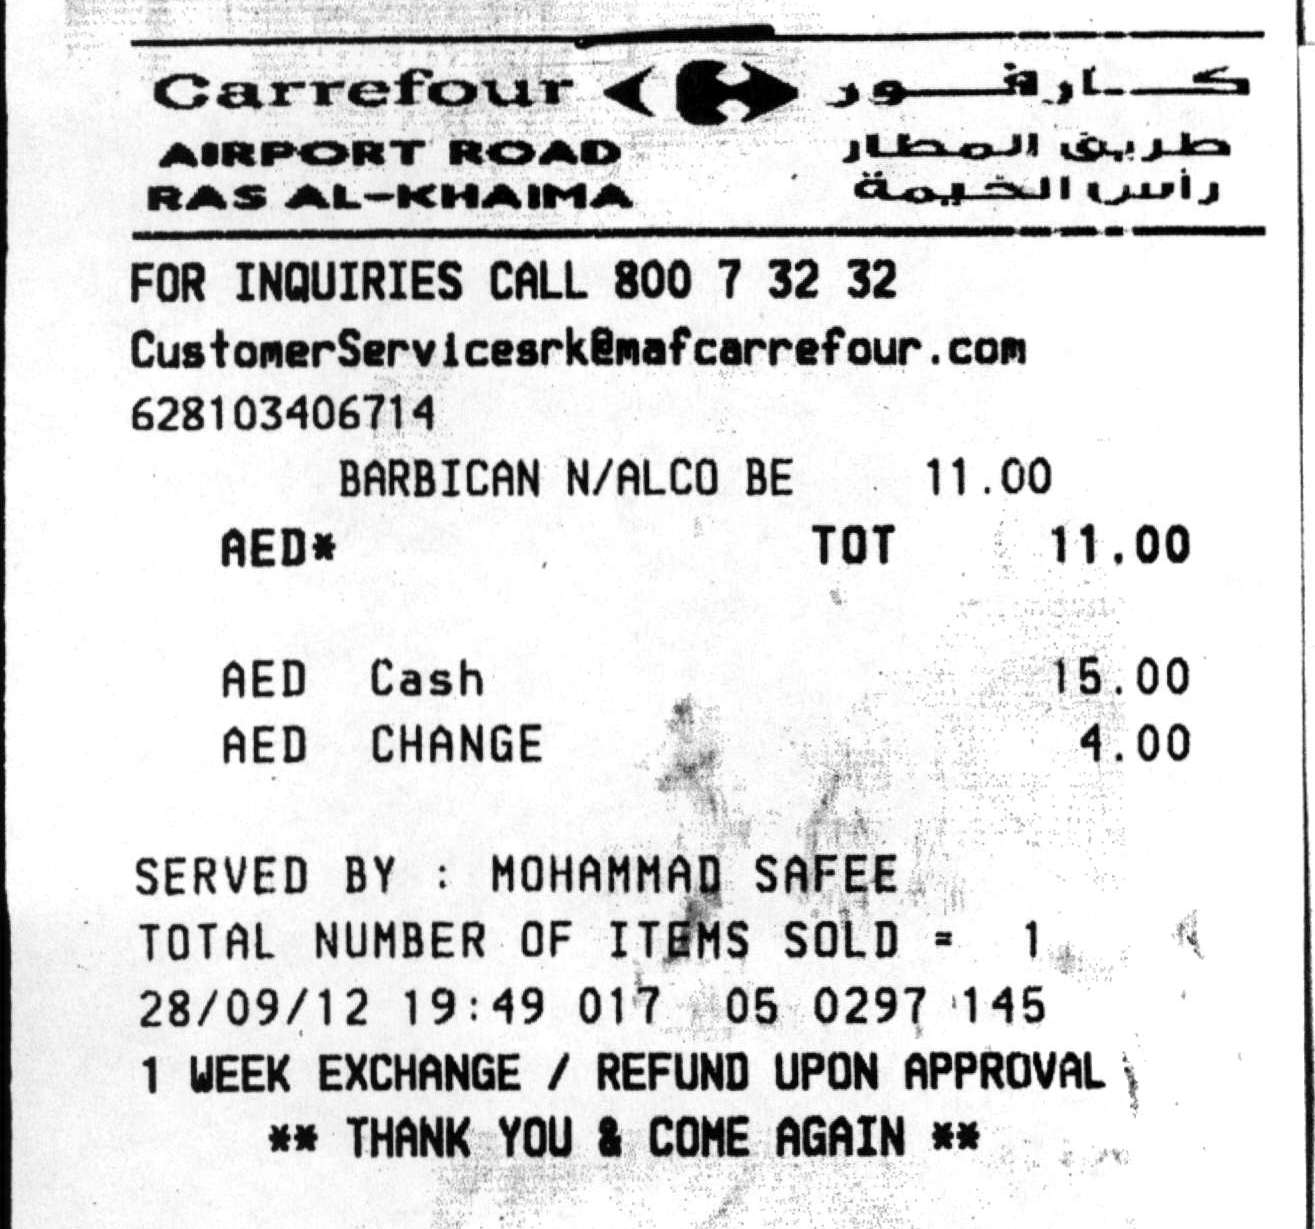 Carrefour كارفور
AIRPORT ROAD طريق المطار
RAS AL-KHAIMA رأس الخيمة
FOR INQUIRIES CALL 800 7 32 32
CustomerServicesrk@mafcarrefour.com
628103406714
BARBICAN N/ALCO BE 11.00
AED* TOT 11.00
AED Cash 15.00
AED CHANGE 4.00
SERVED BY : MOHAMMAD SAFEE
TOTAL NUMBER OF ITEMS SOLD = 1
28/09/12 19:49 017 05 0297 145
1 WEEK EXCHANGE / REFUND UPON APPROVAL
** THANK YOU & COME AGAIN **